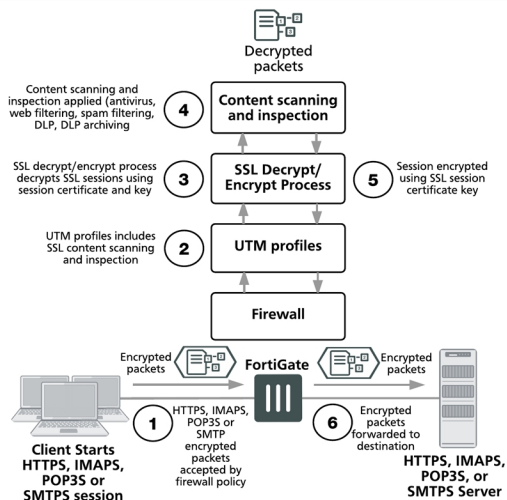 Decrypted
packets
Content scanning and
inspection applied (antivirus,
web filtering, spam filtering,
DLP, DLP archiving
4
Content scanning
and inspection
SSL decrypt/encrypt process
decrypts SSL sessions using
session certificate and key
3
SSL Decrypt/
Encrypt Process
5
Session encrypted
using SSL session
certificate key
UTM profiles includes
SSL content scanning
and inspection
2
UTM profiles
Firewall
Encrypted
packets
FortiGate
Encrypted
packets
1
HTTPS, IMAPS,
POP3S or
SMTP
encrypted
packets
accepted by
firewall policy
6
Encrypted
packets
forwarded to
destination
Client Starts
HTTPS, IMAPS,
POP3S or
SMTPS session
HTTPS, IMAPS,
POP3S, or
SMTPS Server